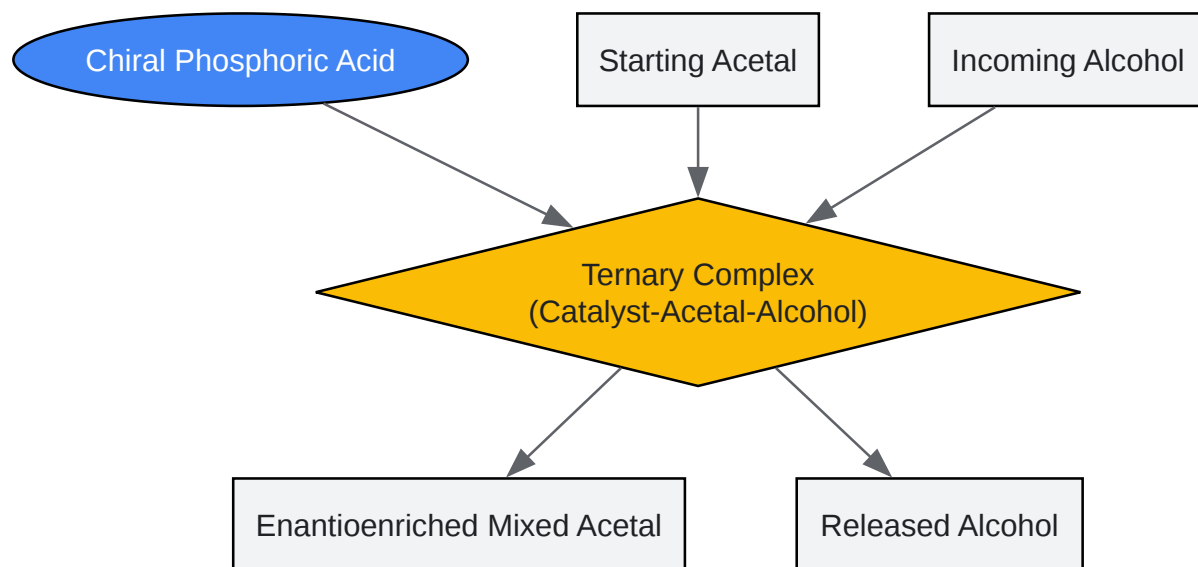 Chiral Phosphoric Acid
Starting Acetal
Incoming Alcohol
Ternary Complex
(Catalyst-Acetal-Alcohol)
Enantioenriched Mixed Acetal
Released Alcohol